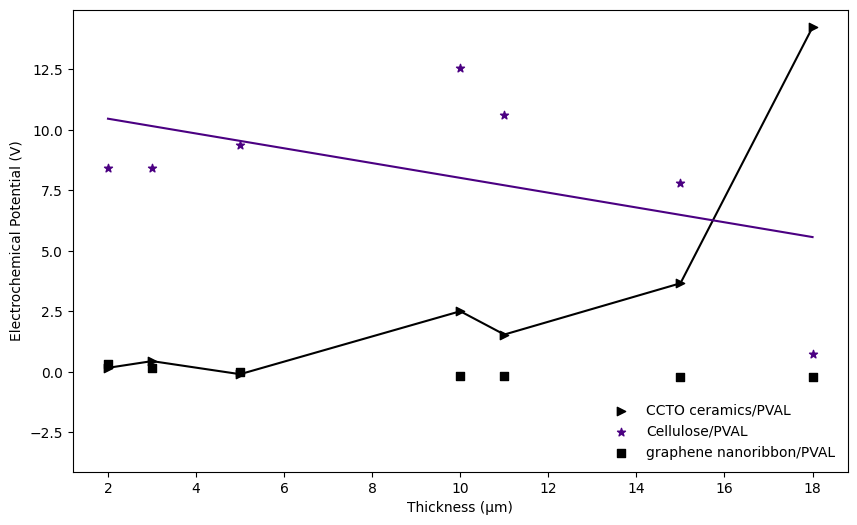 12.5
10.0
7.5
5.0
2.5
0.0
−2.5
Electrochemical Potential (V)
2 4 6 8 10 12 14 16 18
Thickness (μm)
CCTO ceramics/PVAL
Cellulose/PVAL
graphene nanoribbon/PVAL